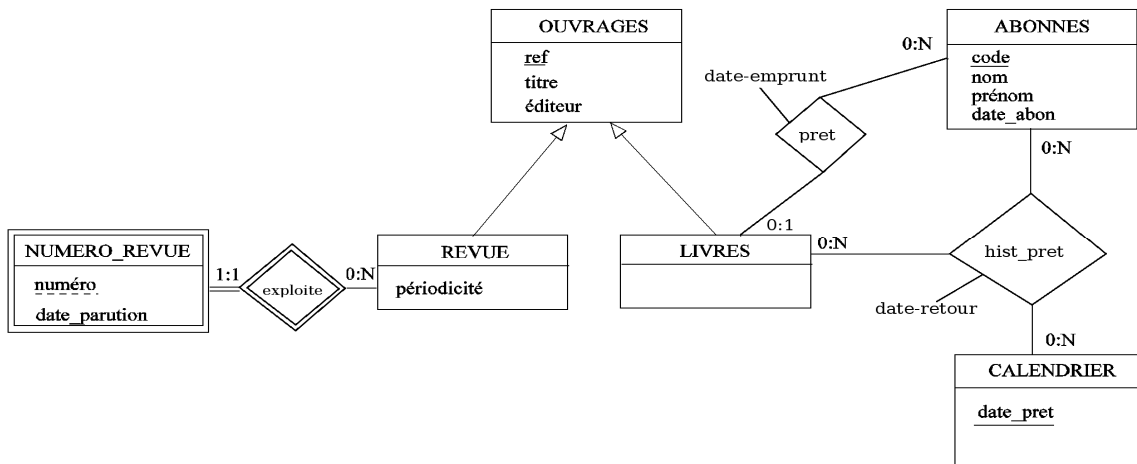 OUVRAGES
ref
titre
éditeur
ABONNES
code
nom
prénom
date_abon
0:N
date-emprunt
pret
0:N
0:1
NUMERO_REVUE
numéro
date_parution
1:1
exploite
0:N
REVUE
périodicité
LIVRES
0:N
hist_pret
date-retour
0:N
CALENDRIER
date_pret